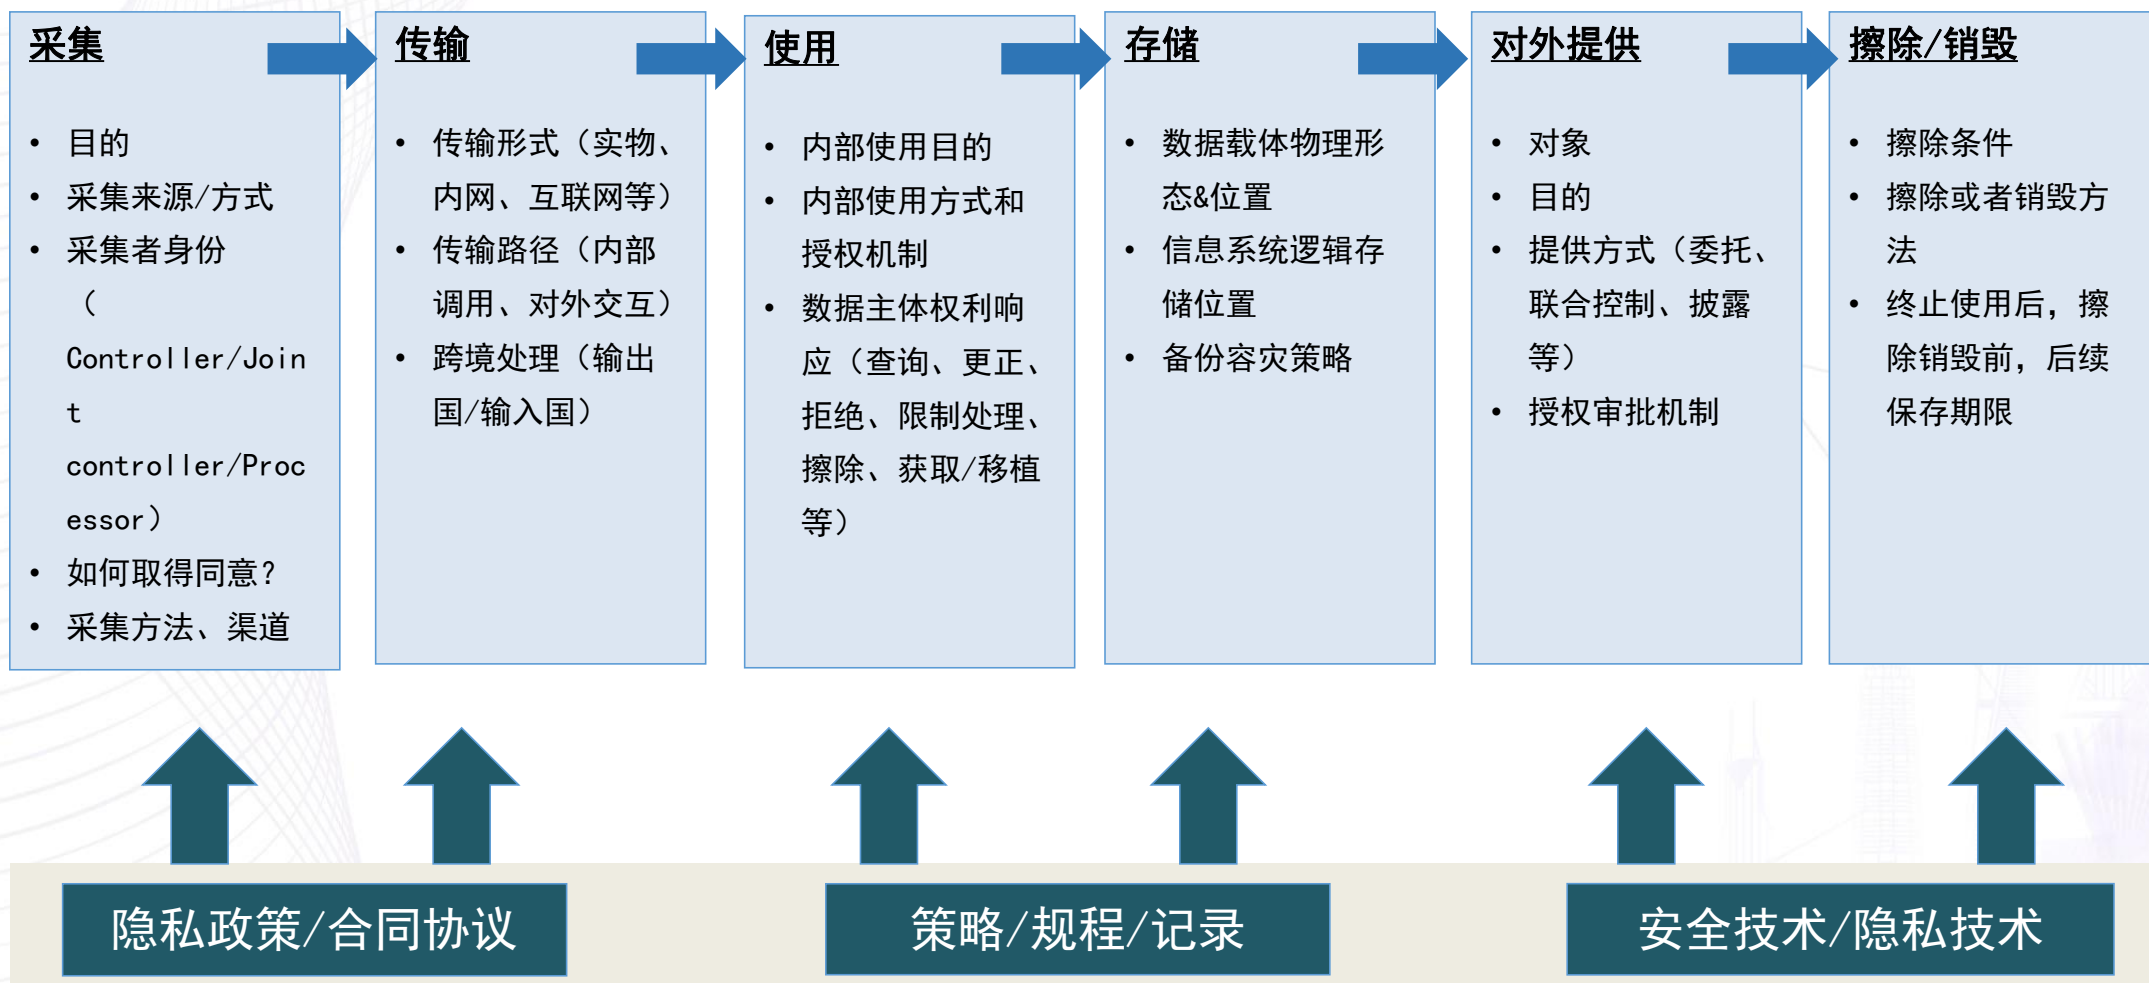 采集
• 目的
• 采集来源/方式
• 采集者身份
（
Controller/Join
t
controller/Proc
essor）
• 如何取得同意？
• 采集方法、渠道
传输
• 传输形式（实物、
内网、互联网等）
• 传输路径（内部
调用、对外交互）
• 跨境处理（输出
国/输入国）
使用
• 内部使用目的
• 内部使用方式和
授权机制
• 数据主体权利响
应（查询、更正、
拒绝、限制处理、
擦除、获取/移植
等）
存储
• 数据载体物理形
态&位置
• 信息系统逻辑存
储位置
• 备份容灾策略
对外提供
• 对象
• 目的
• 提供方式（委托、
联合控制、披露
等）
• 授权审批机制
擦除/销毁
• 擦除条件
• 擦除或者销毁方
法
• 终止使用后，擦
除销毁前，后续
保存期限
隐私政策/合同协议
策略/规程/记录
安全技术/隐私技术